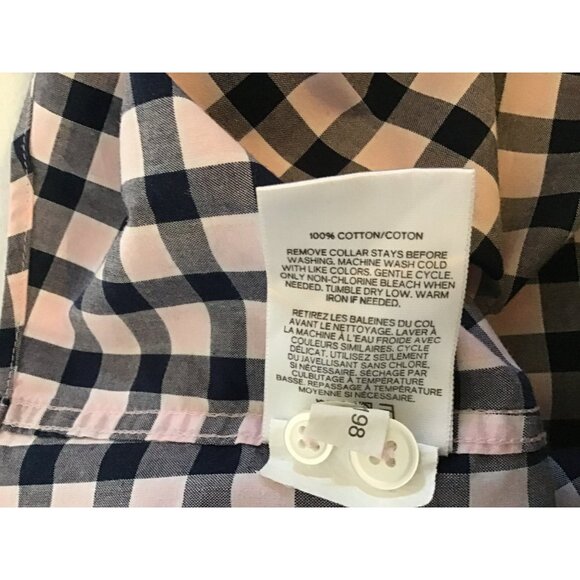 100% COTTON/COTON
REMOVE COLLAR STAYS BEFORE
WASHING. MACHINE WASH COLD
WITH LIKE COLORS. GENTLE CYCLE.
ONLY NON-CHLORINE BLEACH WHEN
NEEDED. TUMBLE DRY LOW. WARM
IRON IF NEEDED.
RETIREZ LES BALEINES DU COL
AVANT LE NETTOYAGE. LAVER À
LA MACHINE À L'EAU FROIDE AVEC
COULEURS SIMILAIRES. CYCLE
DÉLICAT. UTILISEZ SEULEMENT
DU JAVELLISANT SANS CHLORE,
SI NÉCESSAIRE. SÉCHAGE PAR
CULBUTAGE À TEMPÉRATURE
BASSE. REPASSAGE À TEMPÉRATURE
MOYENNE SI NÉCESSAIRE.
498